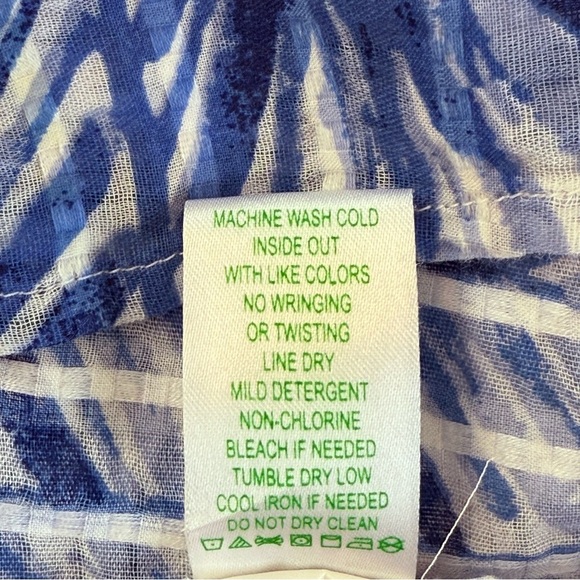 MACHINE WASH COLD
INSIDE OUT
WITH LIKE COLORS
NO WRINGING
OR TWISTING
LINE DRY
MILD DETERGENT
NON-CHLORINE
BLEACH IF NEEDED
TUMBLE DRY LOW
COOL IRON IF NEEDED
DO NOT DRY CLEAN